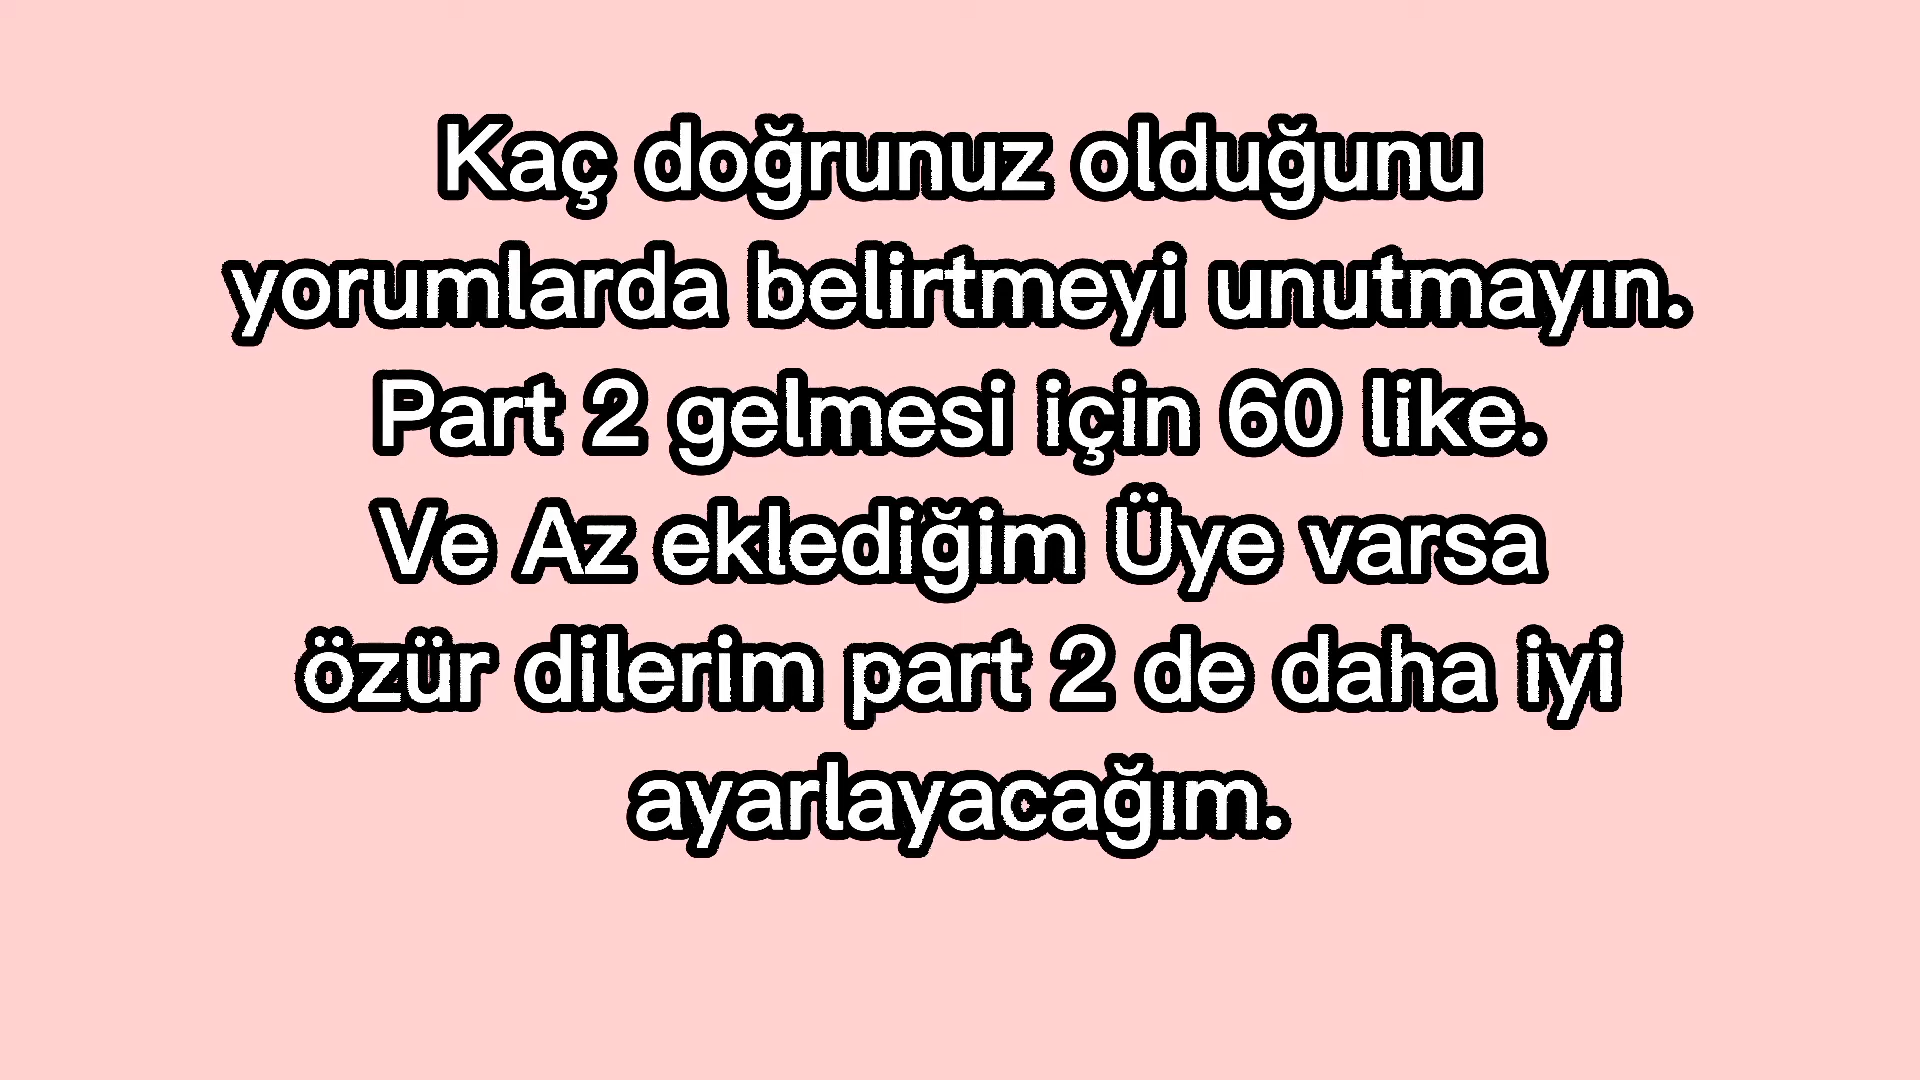 Kaç doğrunuz olduğunu
yorumlarda belirtmeyi unutmayın.
Part 2 gelmesi için 60 like.
Ve Az eklediğim Üye varsa
özür dilerim part 2 de daha iyi
ayarlayacağım.